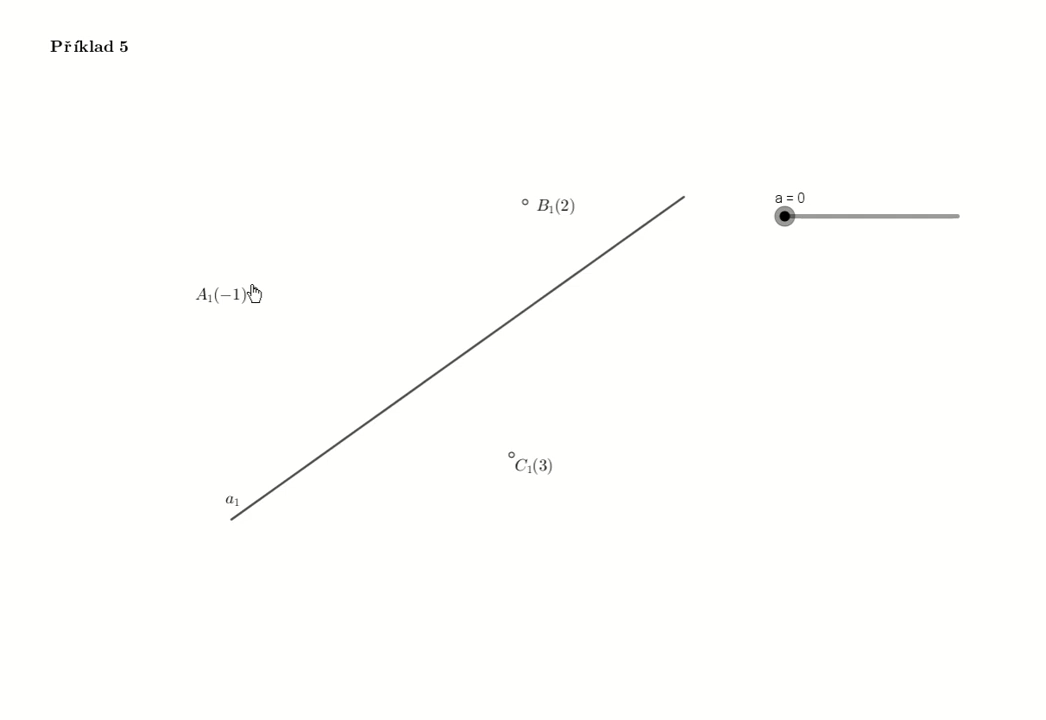 Příklad 5
a = 0
B₁(2)
A₁(−1)
C₁(3)
a₁